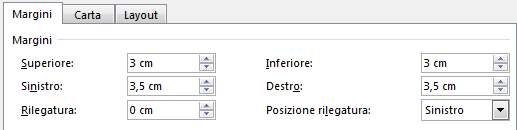 Margini Carta Layout
Margini
Superiore: 3 cm Inferiore: 3 cm
Sinistro: 3,5 cm Destro: 3,5 cm
Rilegatura: 0 cm Posizione rilegatura: Sinistro